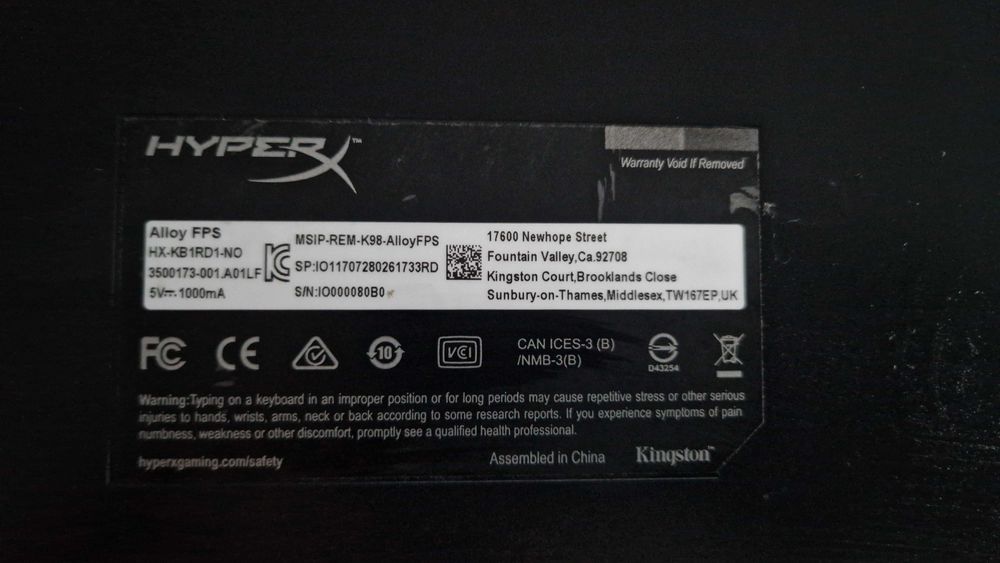 HYPERX™
Warranty Void If Removed
Alloy FPS
HX-KB1RD1-NO
3500173-001.A01LF
5V⎓1000mA
MSIP-REM-K98-AlloyFPS
SP:IO11707280261733RD
S/N:IO000080B0
17600 Newhope Street
Fountain Valley,Ca.92708
Kingston Court,Brooklands Close
Sunbury-on-Thames,Middlesex,TW167EP,UK
FC CE 10 VCI
CAN ICES-3 (B)
/NMB-3(B)
D43254
Warning:Typing on a keyboard in an improper position or for long periods may cause repetitive stress or other serious
injuries to hands, wrists, arms, neck or back according to some research reports. If you experience symptoms of pain
numbness, weakness or other discomfort, promptly see a qualified health professional.
hyperxgaming.com/safety
Assembled in China
Kingston™